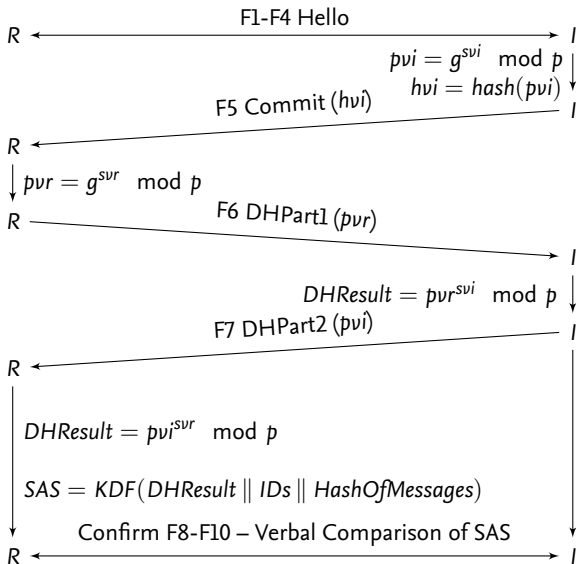 F1-F4 Hello
R I
pvi = g^svi mod p
hvi = hash(pvi)
F5 Commit (hvi)
I
R
pvr = g^svr mod p
F6 DHPart1 (pvr)
R
I
DHResult = pvr^svi mod p
F7 DHPart2 (pvi)
I
R
DHResult = pvi^svr mod p
SAS = KDF(DHResult ∥ IDs ∥ HashOfMessages)
Confirm F8-F10 – Verbal Comparison of SAS
R I